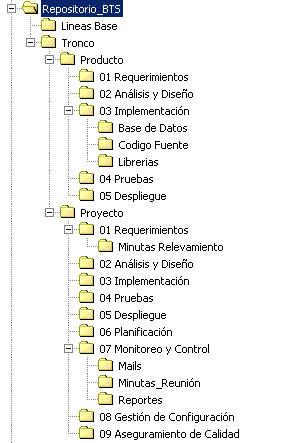 Repositorio_BTS
Lineas Base
Tronco
Producto
01 Requerimientos
02 Análisis y Diseño
03 Implementación
Base de Datos
Codigo Fuente
Librerias
04 Pruebas
05 Despliegue
Proyecto
01 Requerimientos
Minutas Relevamiento
02 Análisis y Diseño
03 Implementación
04 Pruebas
05 Despliegue
06 Planificación
07 Monitoreo y Control
Mails
Minutas_Reunión
Reportes
08 Gestión de Configuración
09 Aseguramiento de Calidad